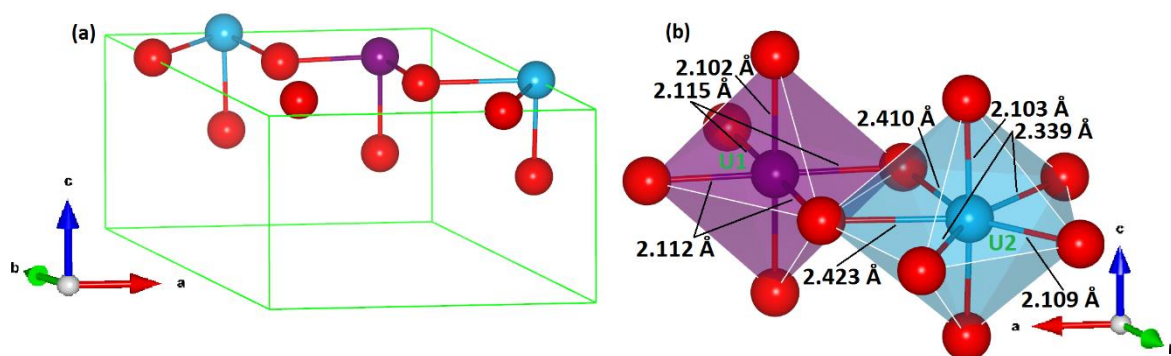 (a)
c
b
a
(b)
2.102 Å
2.115 Å
2.410 Å
2.103 Å
2.339 Å
U1
U2
2.112 Å
2.423 Å
2.109 Å
c
a